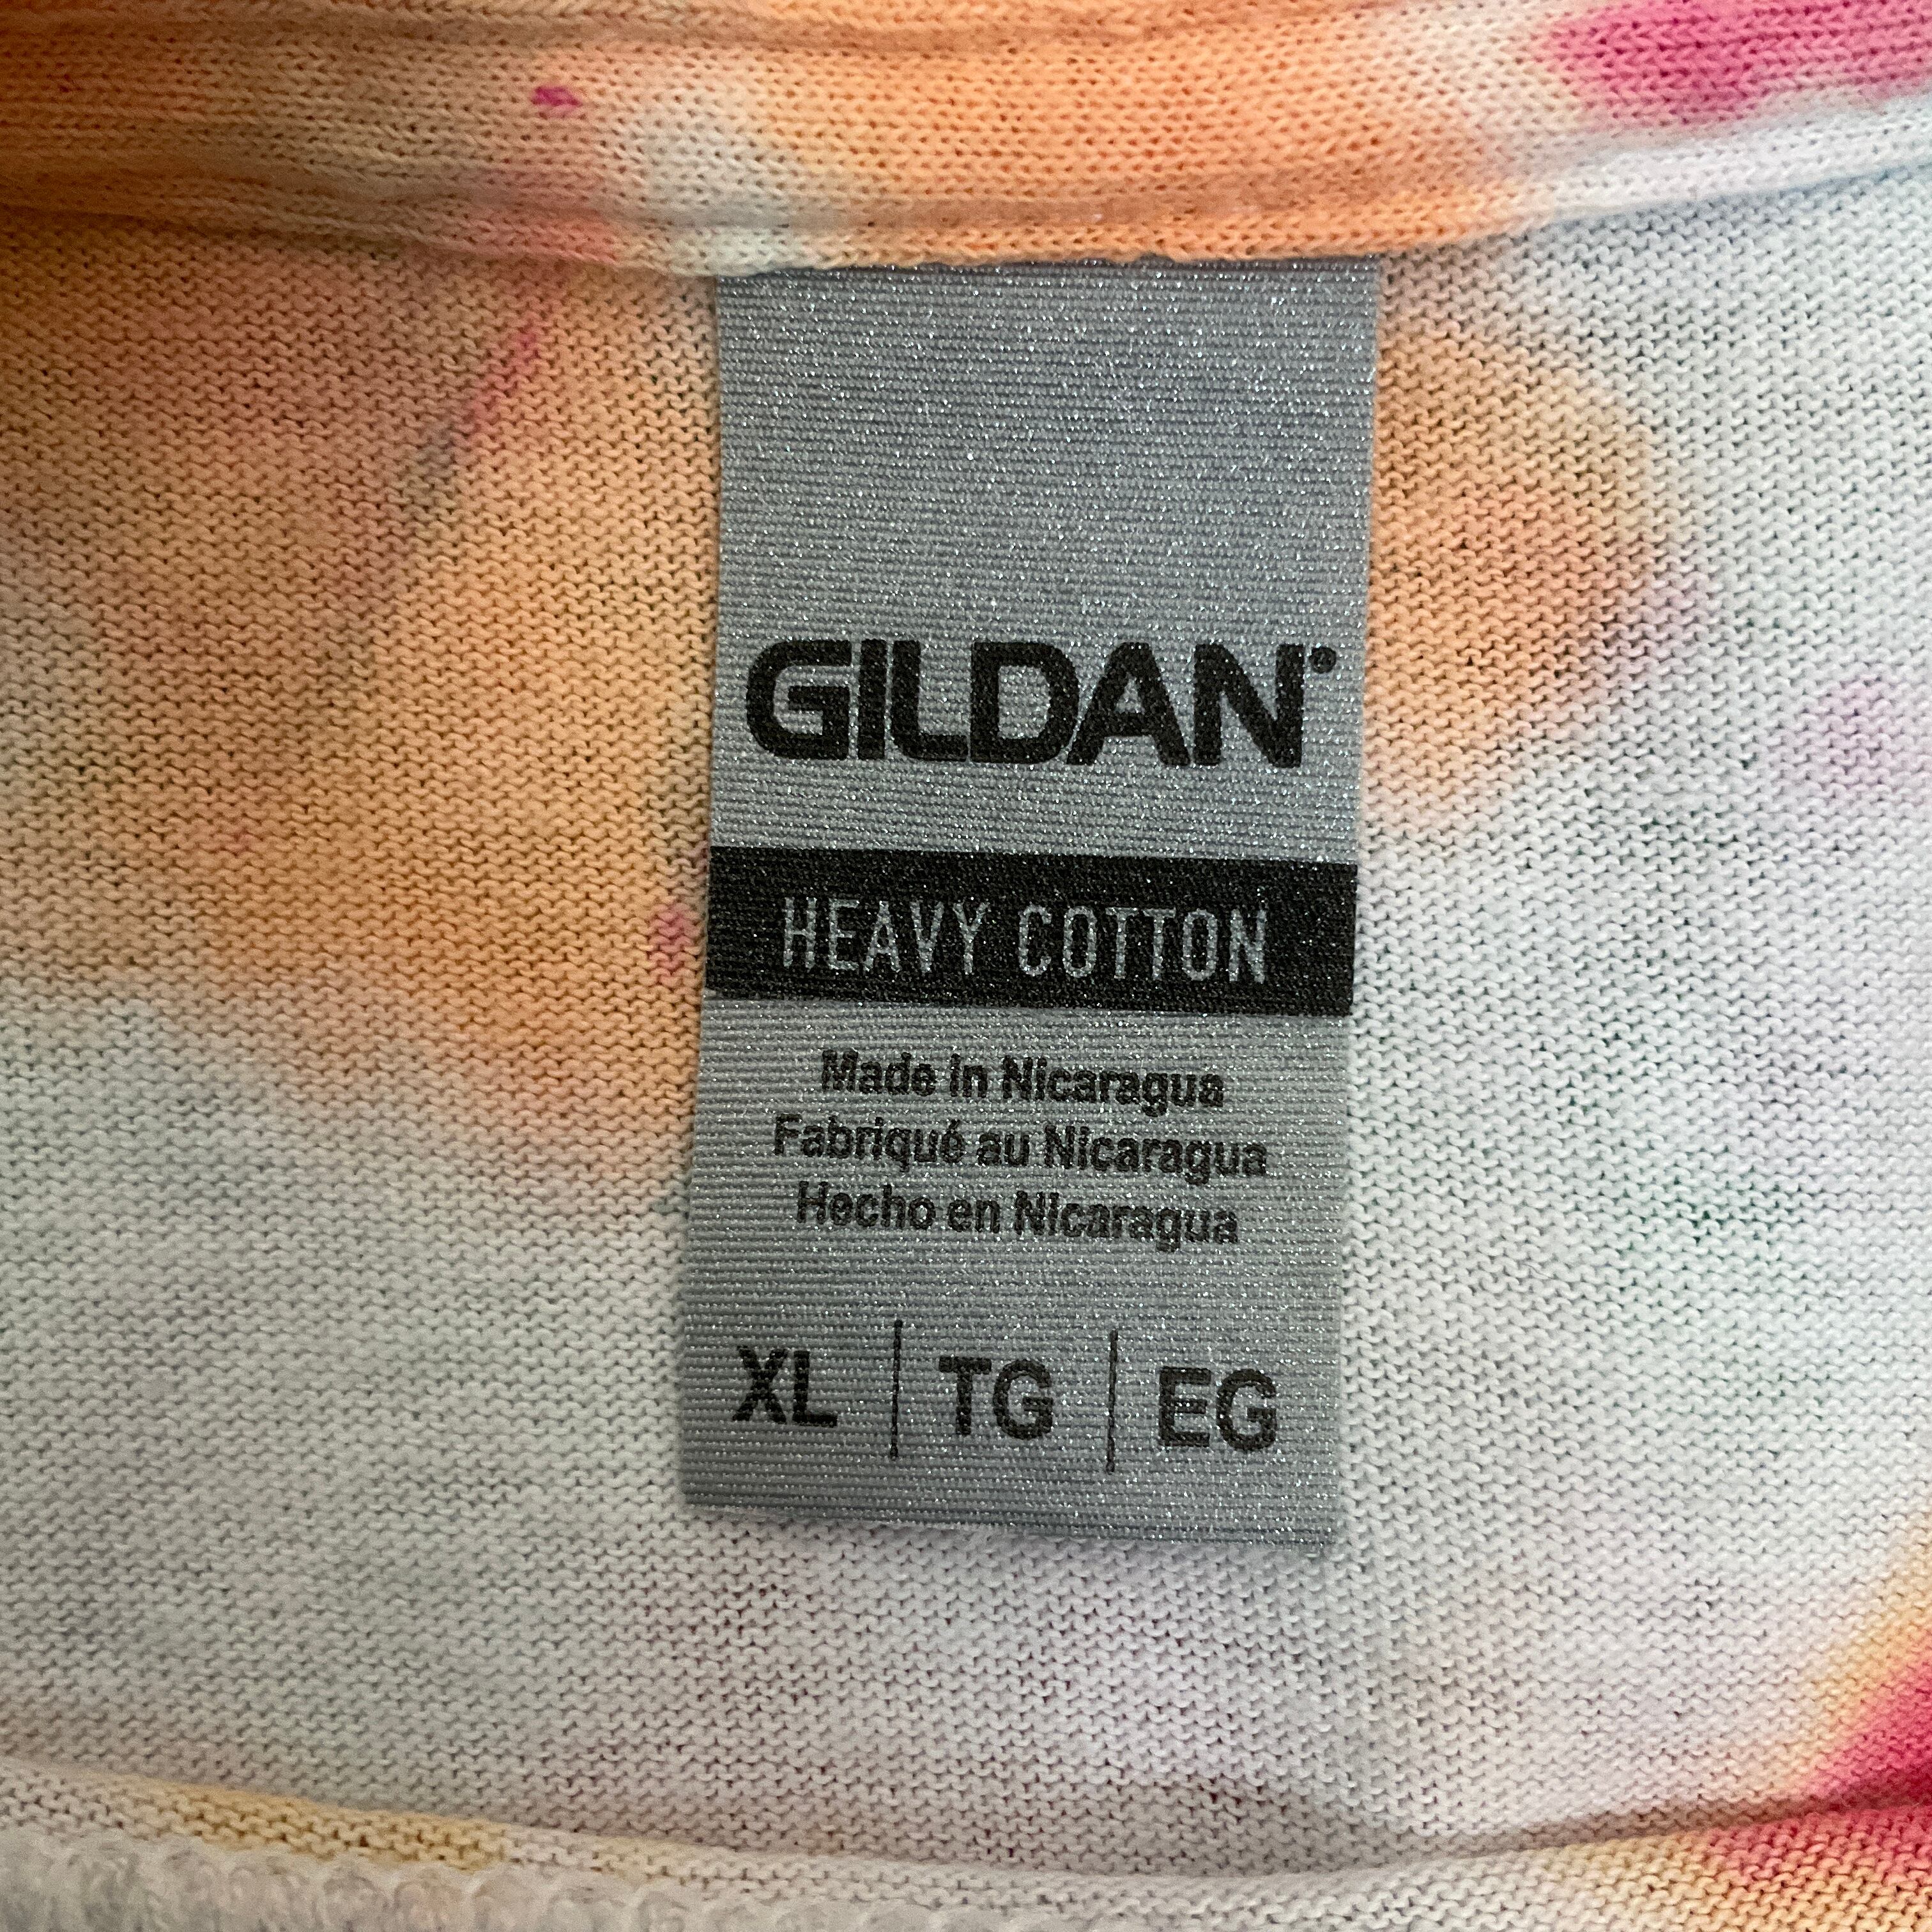 GILDAN®
HEAVY COTTON
Made in Nicaragua
Fabriqué au Nicaragua
Hecho en Nicaragua
XL | TG | EG